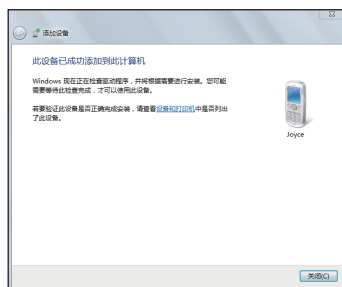 添加设备
此设备已成功添加到此计算机
Windows 现在正在检查驱动程序，并将根据需要进行安装。您可能
需要等待此检查完成，才可以使用此设备。
若要验证此设备是否正确完成安装，请查看设备和打印机中是否列出
了此设备。
Joyce
关闭(C)